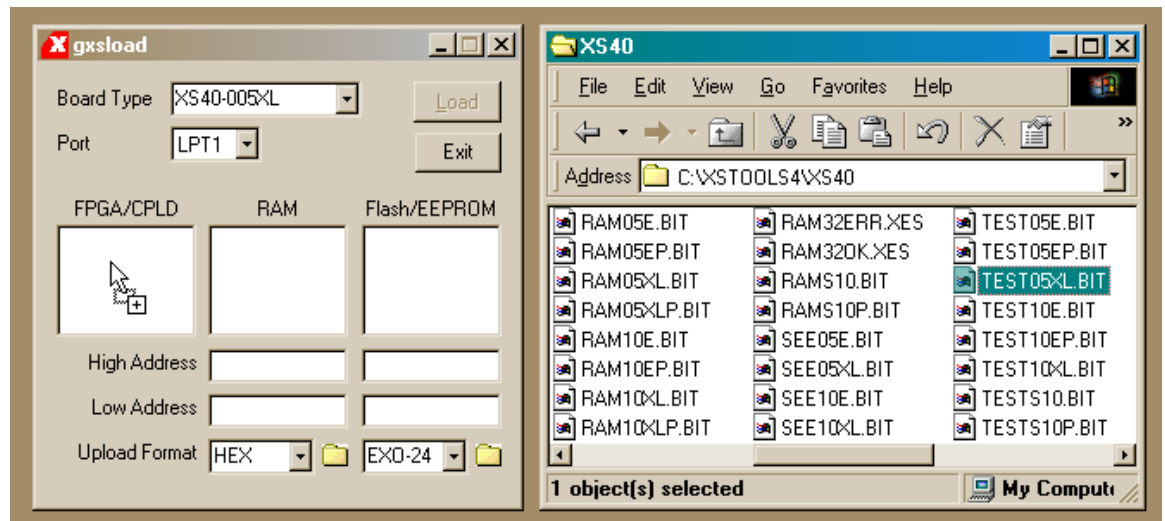 gxsload
Board Type XS40-005XL Load
Port LPT1 Exit
FPGA/CPLD RAM Flash/EEPROM
High Address
Low Address
Upload Format HEX EXO-24
XS40
File Edit View Go Favorites Help
»
Address C:\XSTOOLS4\XS40
RAM05E.BIT RAM32ERR.XES TEST05E.BIT
RAM05EP.BIT RAM32OK.XES TEST05EP.BIT
RAM05XL.BIT RAMS10.BIT TEST05XL.BIT
RAM05XLP.BIT RAMS10P.BIT TEST10E.BIT
RAM10E.BIT SEE05E.BIT TEST10EP.BIT
RAM10EP.BIT SEE05XL.BIT TEST10XL.BIT
RAM10XL.BIT SEE10E.BIT TESTS10.BIT
RAM10XLP.BIT SEE10XL.BIT TESTS10P.BIT
1 object(s) selected My Comput